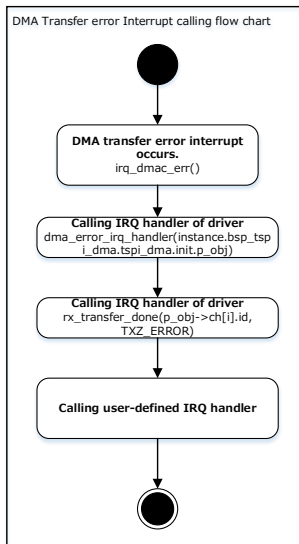 DMA Transfer error Interrupt calling flow chart
DMA transfer error interrupt
occurs.
irq_dmac_err()
Calling IRQ handler of driver
dma_error_irq_handler(instance.bsp_tsp
i_dma.tspi_dma.init.p_obj)
Calling IRQ handler of driver
rx_transfer_done(p_obj->ch[i].id,
TXZ_ERROR)
Calling user-defined IRQ handler